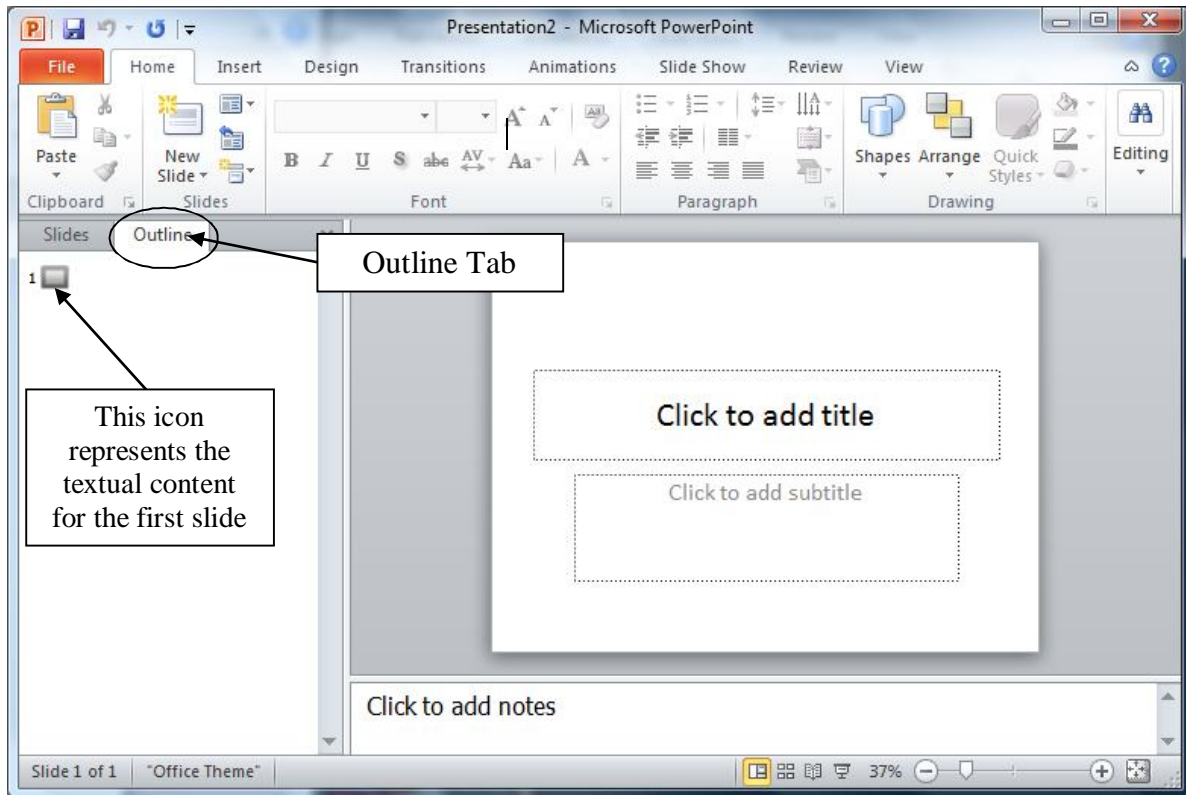 Presentation2 - Microsoft PowerPoint
File Home Insert Design Transitions Animations Slide Show Review View
Paste
New Slide
B I U S abc AV Aa A
A A
Shapes Arrange Quick Styles
Editing
Clipboard Slides Font Paragraph Drawing
Slides Outline
Outline Tab
1
This icon
represents the
textual content
for the first slide
Click to add title
Click to add subtitle
Click to add notes
Slide 1 of 1 "Office Theme" 37%